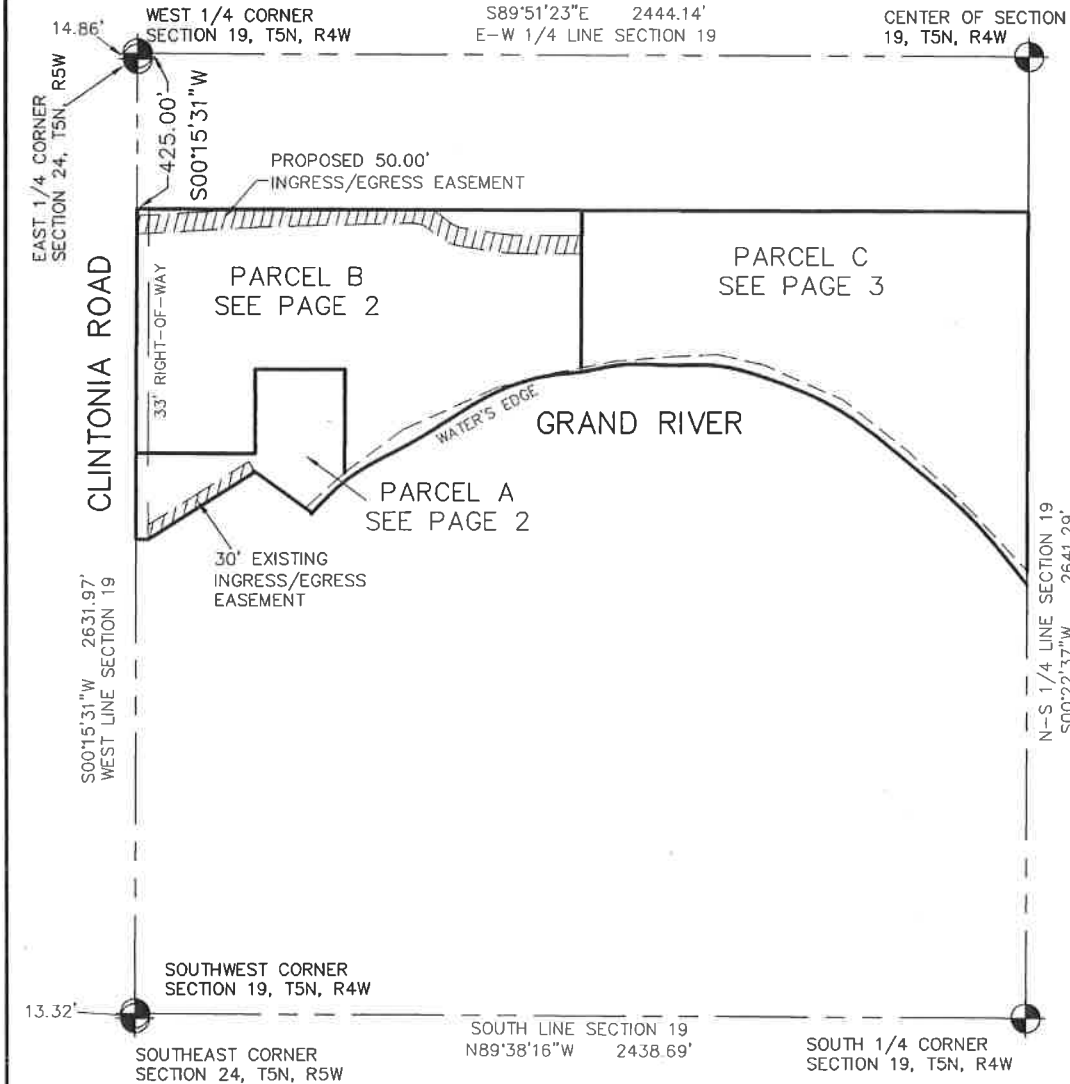 WEST 1/4 CORNER
SECTION 19, T5N, R4W
S89°51'23"E 2444.14'
E-W 1/4 LINE SECTION 19
CENTER OF SECTION
19, T5N, R4W
14.86'
EAST 1/4 CORNER
SECTION 24, T5N, R5W
425.00'
S00°15'31"W
PROPOSED 50.00'
INGRESS/EGRESS EASEMENT
PARCEL B
SEE PAGE 2
PARCEL C
SEE PAGE 3
CLINTONIA ROAD
33' RIGHT-OF-WAY
WATER'S EDGE
GRAND RIVER
PARCEL A
SEE PAGE 2
30' EXISTING
INGRESS/EGRESS
EASEMENT
S00°15'31"W 2631.97'
WEST LINE SECTION 19
N-S 1/4 LINE SECTION 19
S00°22'37"W 2641.29'
SOUTHWEST CORNER
SECTION 19, T5N, R4W
13.32'
SOUTHEAST CORNER
SECTION 24, T5N, R5W
SOUTH LINE SECTION 19
N89°38'16"W 2438.69'
SOUTH 1/4 CORNER
SECTION 19, T5N, R4W